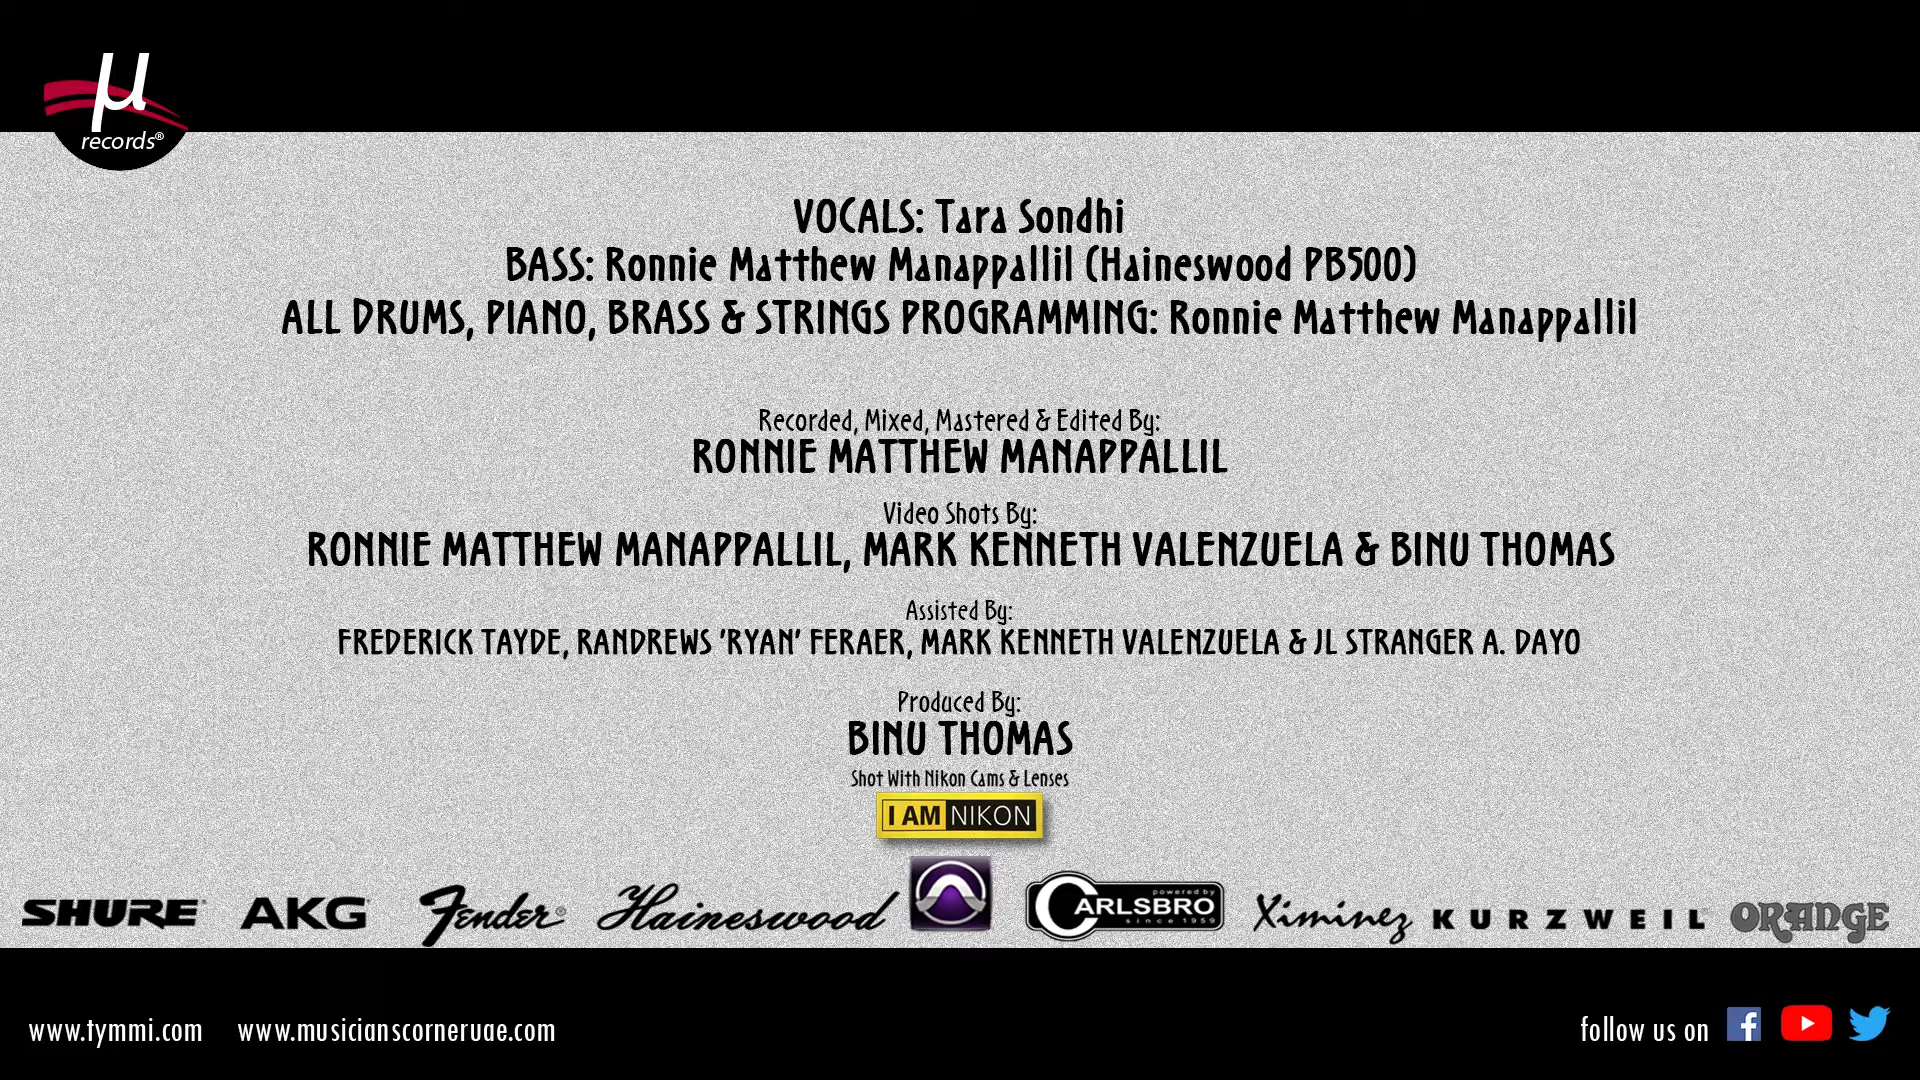 µ
records®
VOCALS: Tara Sondhi
BASS: Ronnie Matthew Manappallil (Haineswood PB500)
ALL DRUMS, PIANO, BRASS & STRINGS PROGRAMMING: Ronnie Matthew Manappallil
Recorded, Mixed, Mastered & Edited By:
RONNIE MATTHEW MANAPPALLIL
Video Shots By:
RONNIE MATTHEW MANAPPALLIL, MARK KENNETH VALENZUELA & BINU THOMAS
Assisted By:
FREDERICK TAYDE, RANDREWS 'RYAN' FERAER, MARK KENNETH VALENZUELA & JL STRANGER A. DAYO
Produced By:
BINU THOMAS
Shot With Nikon Cams & Lenses
I AM NIKON
SHURE AKG Fender® Haineswood powered by CARLSBRO since 1959 Ximinez KURZWEIL ORANGE
www.tymmi.com www.musicianscorneruae.com follow us on